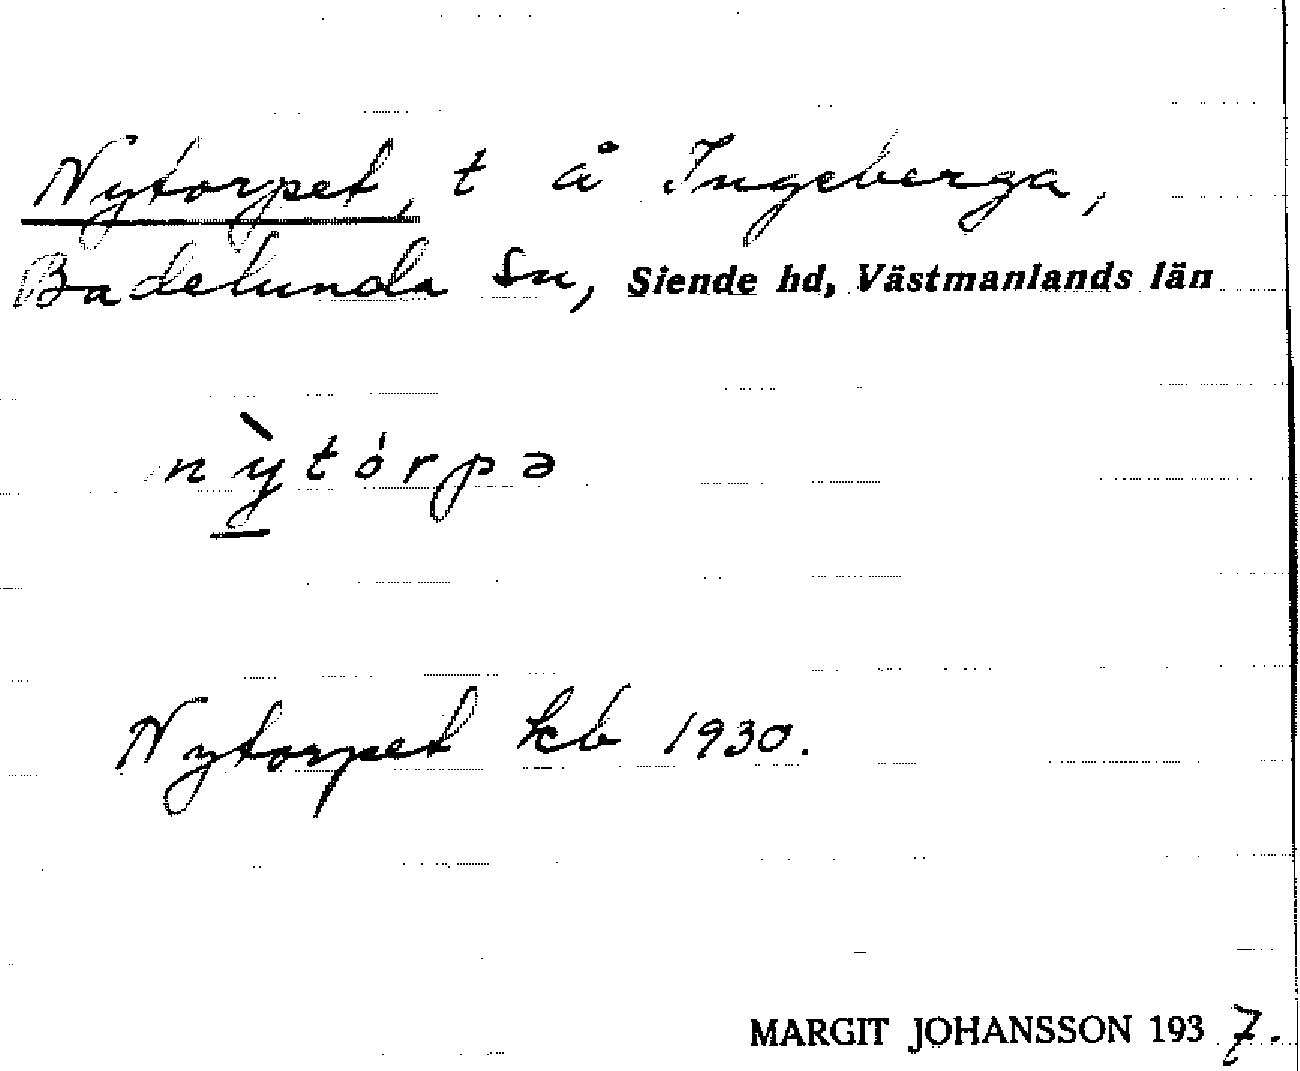 Nytorpet, t å Ingeberga,
Badelunda sn, Siende hd, Västmanlands län
nỳtórpə
Nytorpet kb 1930.
MARGIT JOHANSSON 1937.